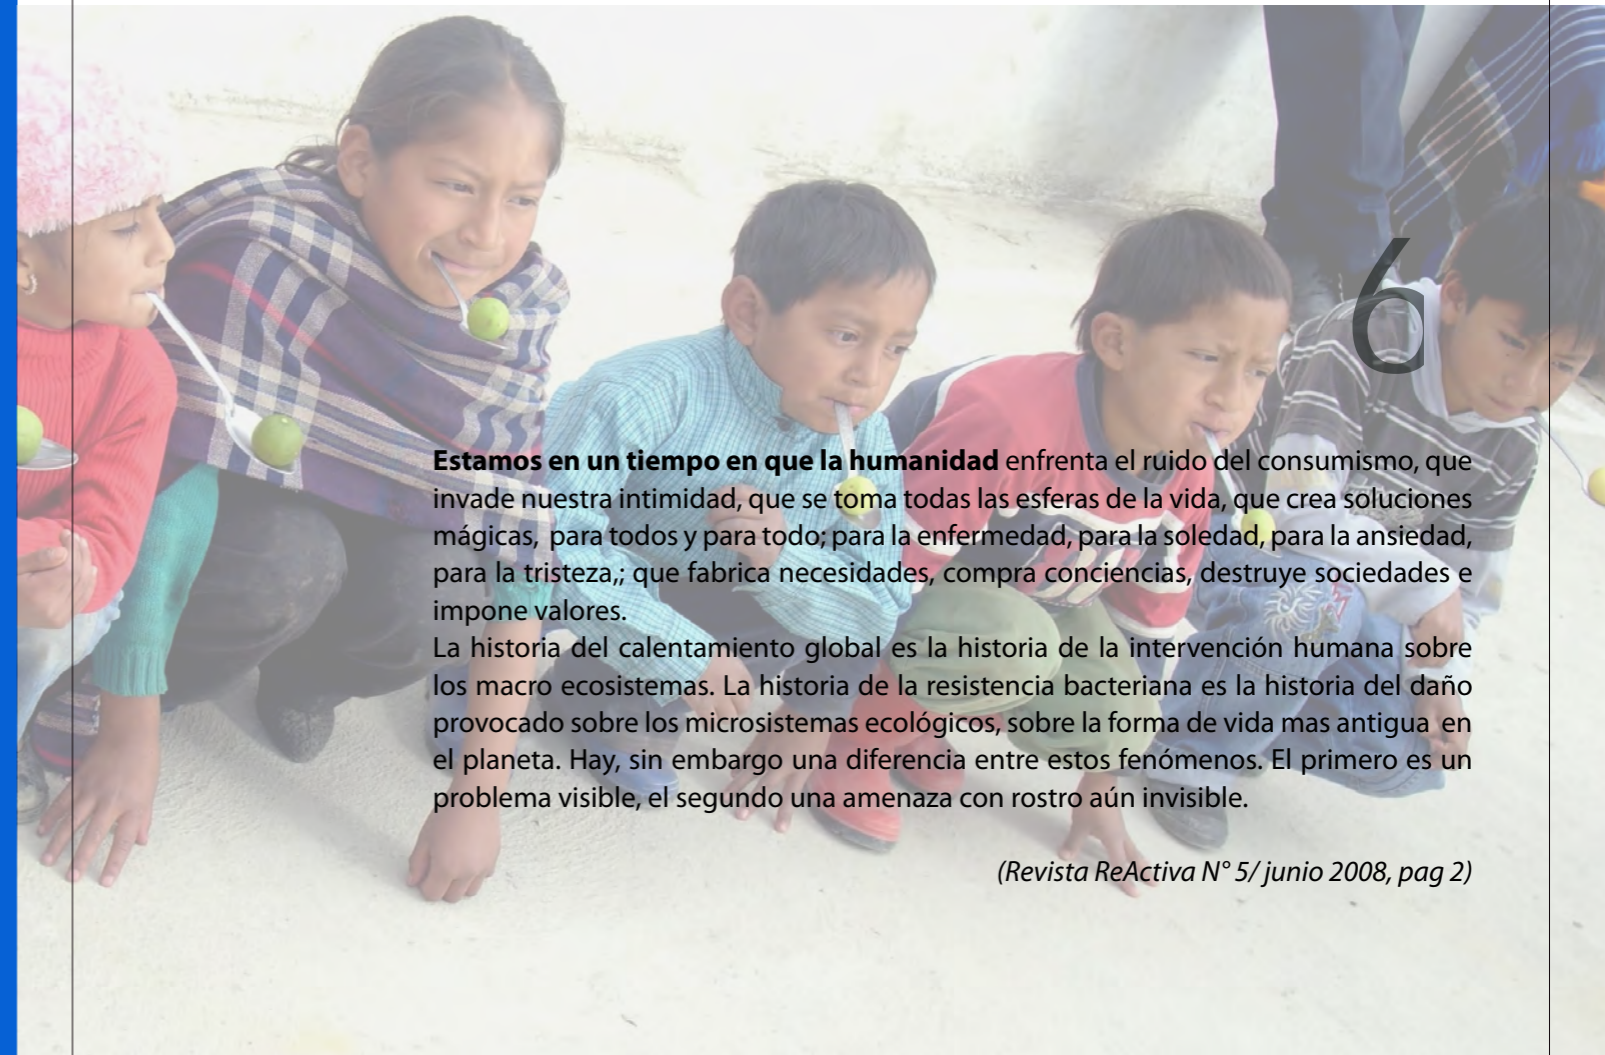 6
Estamos en un tiempo en que la humanidad enfrenta el ruido del consumismo, que
invade nuestra intimidad, que se toma todas las esferas de la vida, que crea soluciones
mágicas, para todos y para todo; para la enfermedad, para la soledad, para la ansiedad,
para la tristeza,; que fabrica necesidades, compra conciencias, destruye sociedades e
impone valores.
La historia del calentamiento global es la historia de la intervención humana sobre
los macro ecosistemas. La historia de la resistencia bacteriana es la historia del daño
provocado sobre los microsistemas ecológicos, sobre la forma de vida mas antigua en
el planeta. Hay, sin embargo una diferencia entre estos fenómenos. El primero es un
problema visible, el segundo una amenaza con rostro aún invisible.
(Revista ReActiva N° 5/ junio 2008, pag 2)